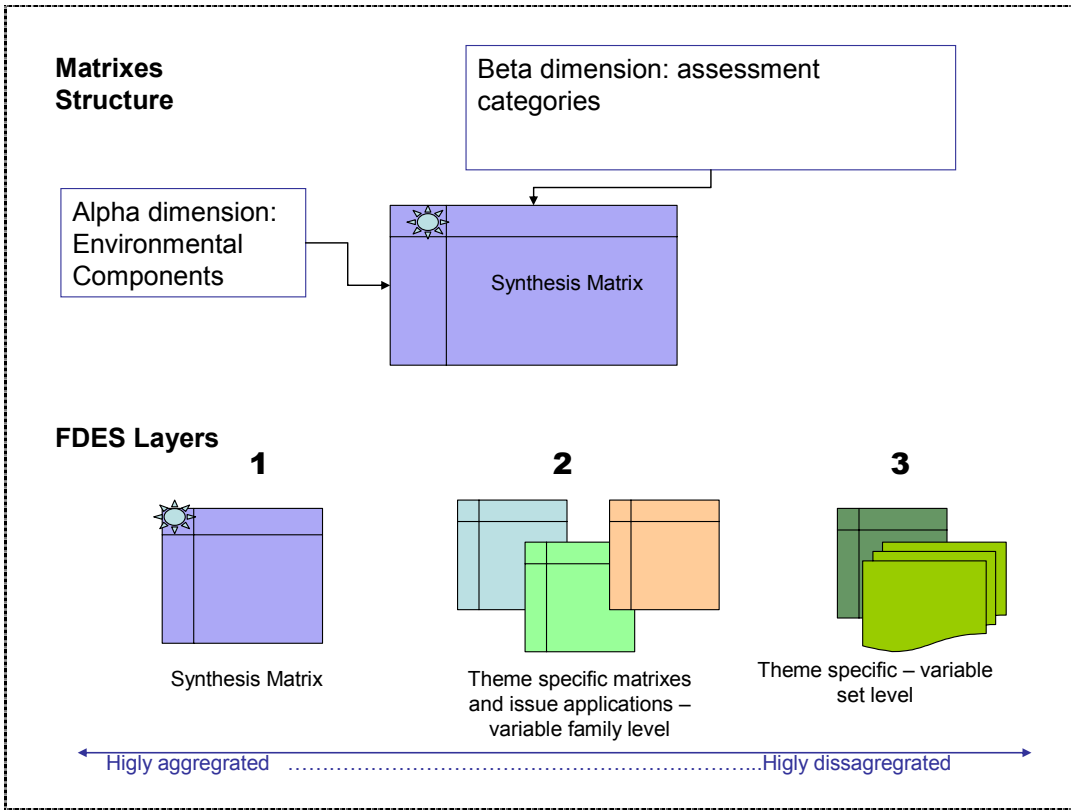 Matrixes
Structure
Beta dimension: assessment
categories
Alpha dimension:
Environmental
Components
Synthesis Matrix
FDES Layers
1
2
3
Synthesis Matrix
Theme specific matrixes
and issue applications –
variable family level
Theme specific – variable
set level
Higly aggregrated ……………………………………………………..Higly dissagregrated